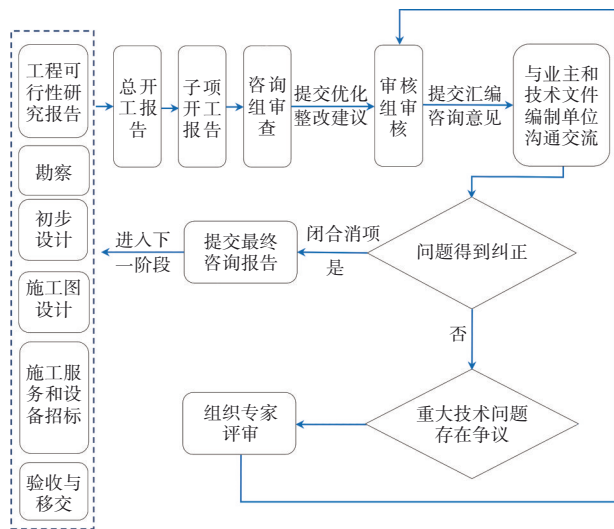 工程可
行性研
究报告
勘察
初步
设计
施工图
设计
施工服
务和设
备招标
验收与
移交
总开
工报
告
子项
开工
报告
咨询
组审
查
提交优化
整改建议
审核
组审
核
提交汇编
咨询意见
与业主和
技术文件
编制单位
沟通交流
进入下
一阶段
提交最终
咨询报告
闭合消项
是
问题得到纠正
否
组织专家
评审
重大技术问题
存在争议